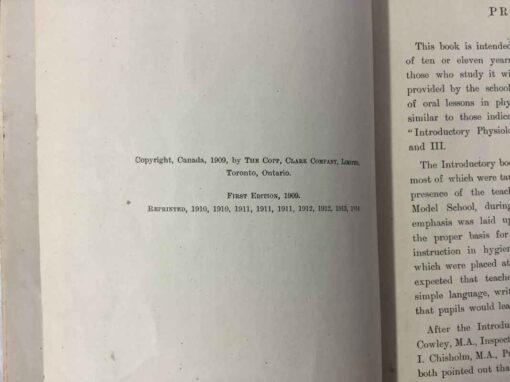 Copyright, Canada, 1909, by THE COPP, CLARK COMPANY, LIMITED,
Toronto, Ontario.
FIRST EDITION, 1909.
REPRINTED, 1910, 1910, 1911, 1911, 1911, 1912, 1912, 1913, 1914
PR
This book is intended
of ten or eleven years
those who study it wi
provided by the school
of oral lessons in phy
similar to those indic
"Introductory Physiolo
and III.
The Introductory boo
most of which were tau
presence of the teach
Model School, during
emphasis was laid up
the proper basis for
instruction in hygien
which were placed at
expected that teache
simple language, writ
that pupils would lea
After the Introdu
Cowley, M.A., Inspect
I. Chisholm, M.A., Pu
both pointed out tha